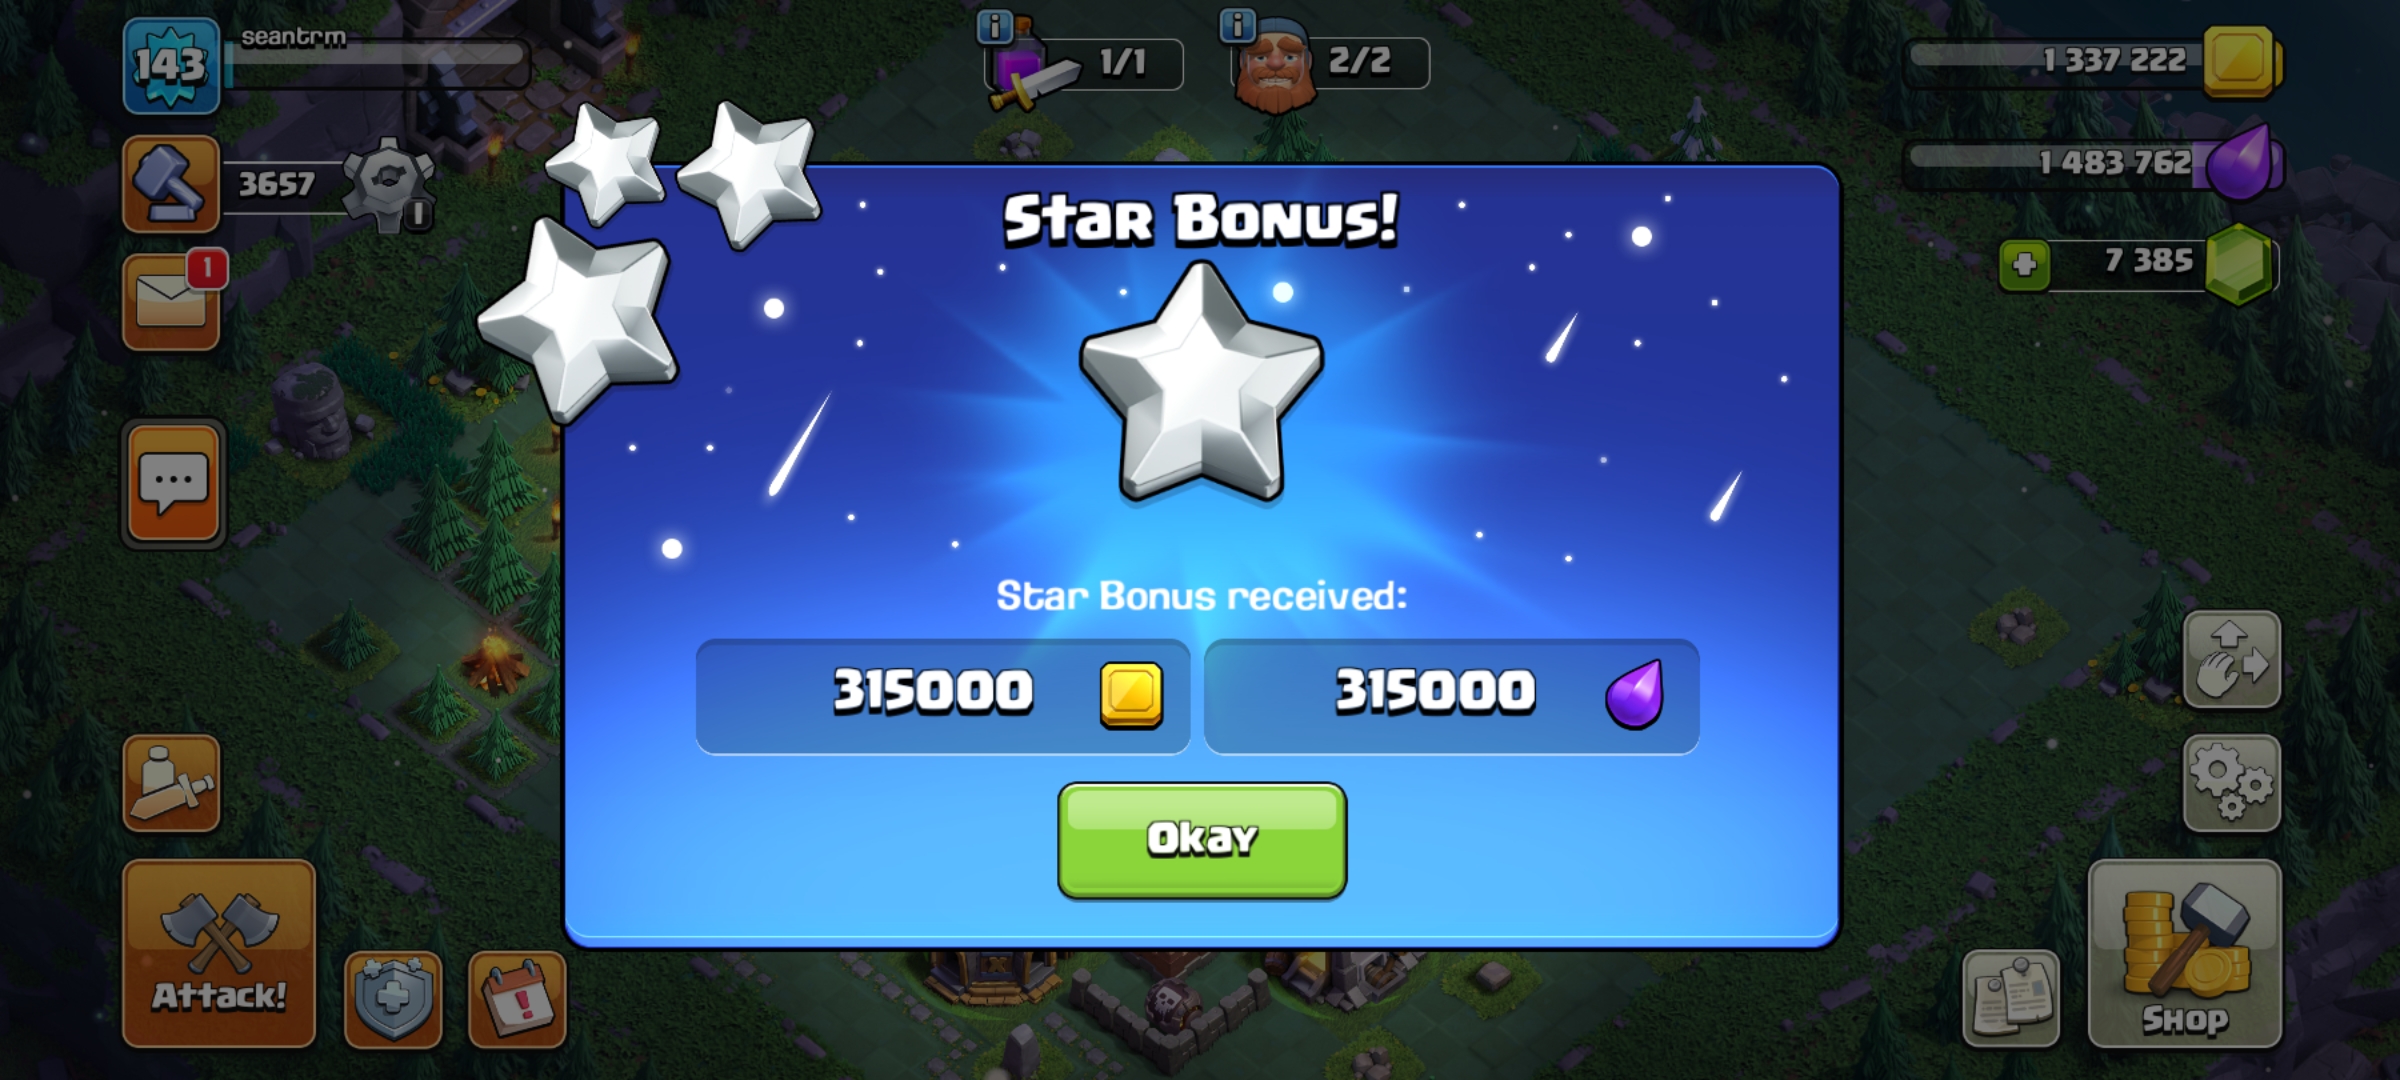 143
seantrm
1/1
2/2
1 337 222
3657
I
1 483 762
1
7 385
Star Bonus!
Star Bonus received:
315000
315000
Okay
Attack!
Shop